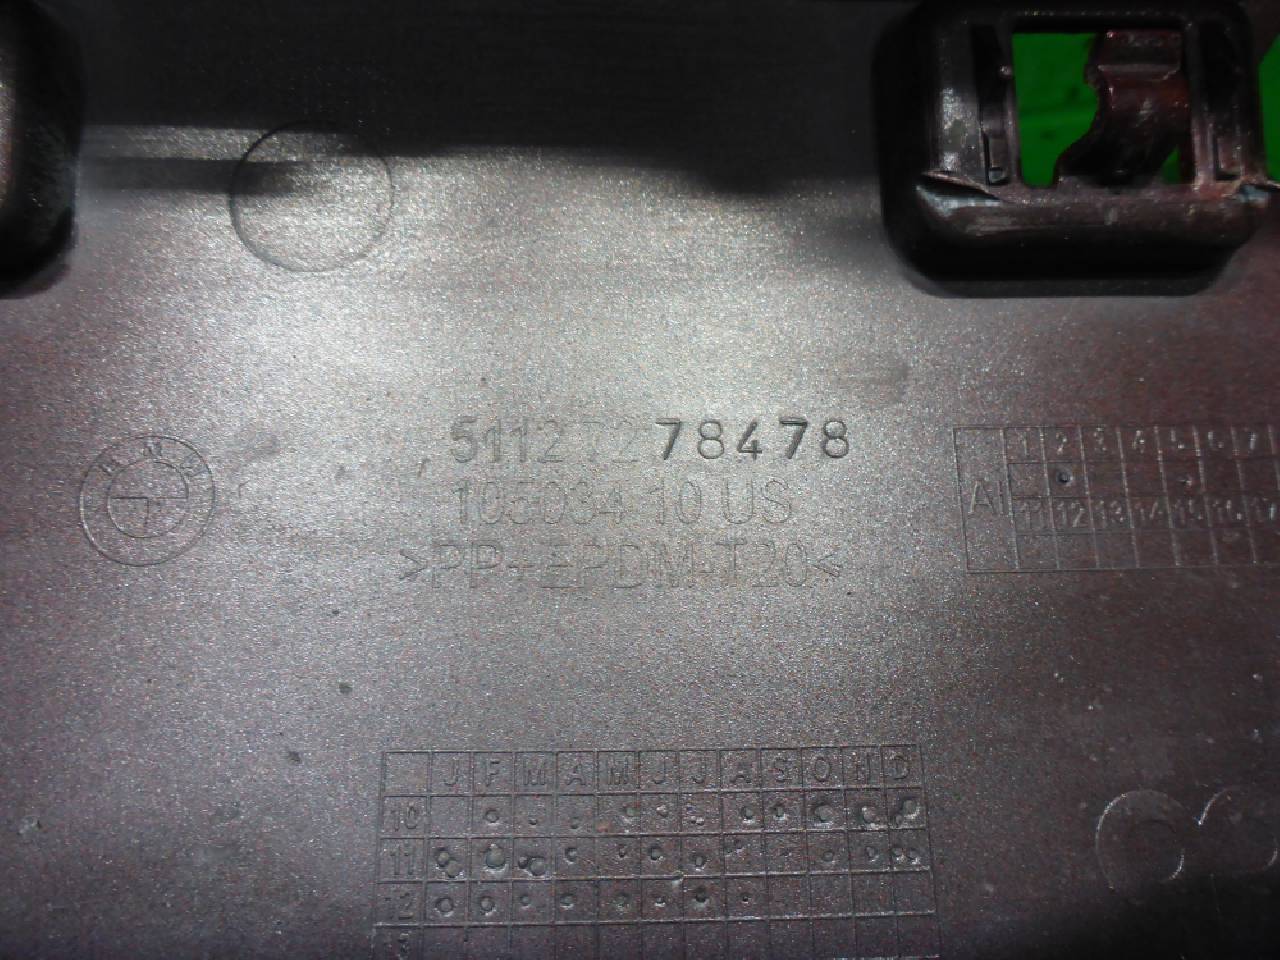 BMW
51127278478
105034 10 US
>PP+EPDM-T20<
AI 1 2 3 4 5 6 7
11 12 13 14 15 16 17
J F M A M J J A S O N D
10
11
12